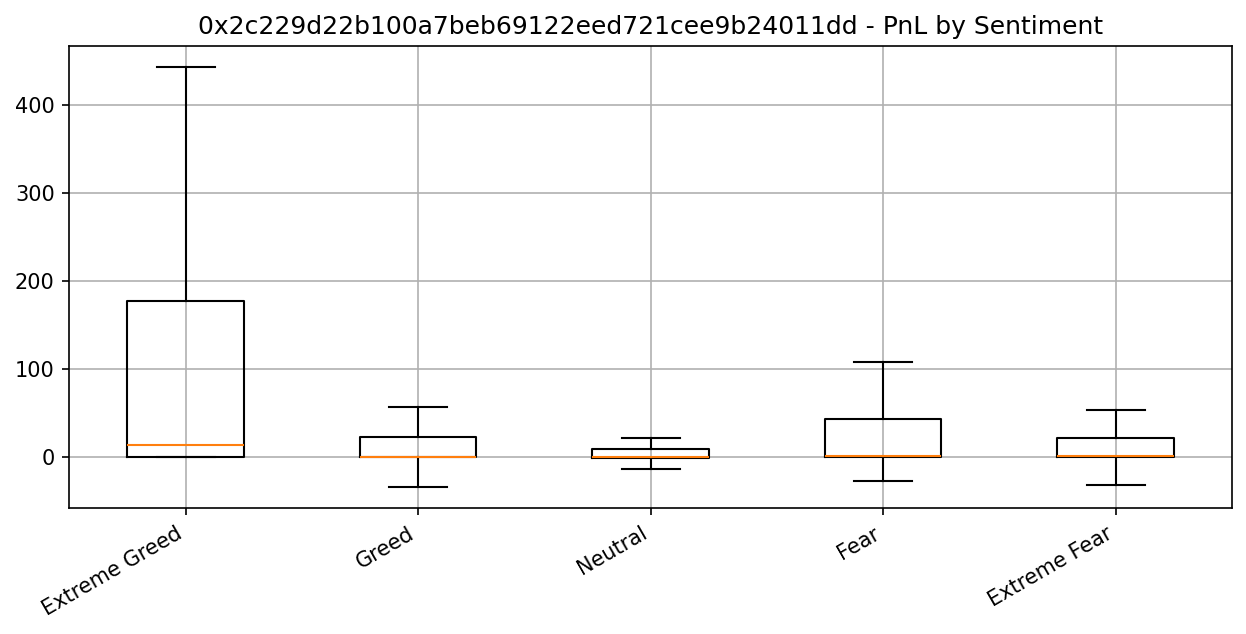 0x2c229d22b100a7beb69122eed721cee9b24011dd - PnL by Sentiment
400
300
200
100
0
Extreme Greed
Greed
Neutral
Fear
Extreme Fear